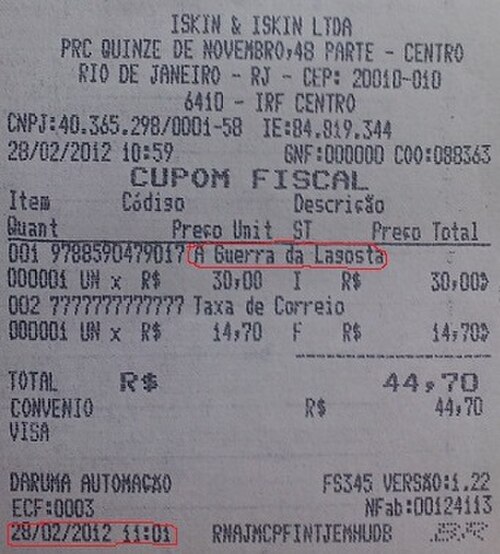 ISKIN & ISKIN LTDA
PRC QUINZE DE NOVEMBRO,48 PARTE - CENTRO
RIO DE JANEIRO - RJ - CEP: 20010-010
6410 - IRF CENTRO
CNPJ:40.365.298/0001-58 IE:84.819.344
28/02/2012 10:59 GNF:000000 COO:088363
CUPOM FISCAL
Item Código Descrição
Quant Preço Unit ST Preço Total
001 9788590479017 A Guerra da Lagosta
000001 UN x R$ 30,00 I R$ 30,00
002 7777777777777 Taxa de Correio
000001 UN x R$ 14,70 F R$ 14,70
TOTAL R$ 44,70
CONVENIO R$ 44,70
VISA
DARUMA AUTOMAÇÃO FS345 VERSÃO:1.22
ECF:0003 NFab:00124113
28/02/2012 11:01 RNAJMCPFINTJEMHUDB